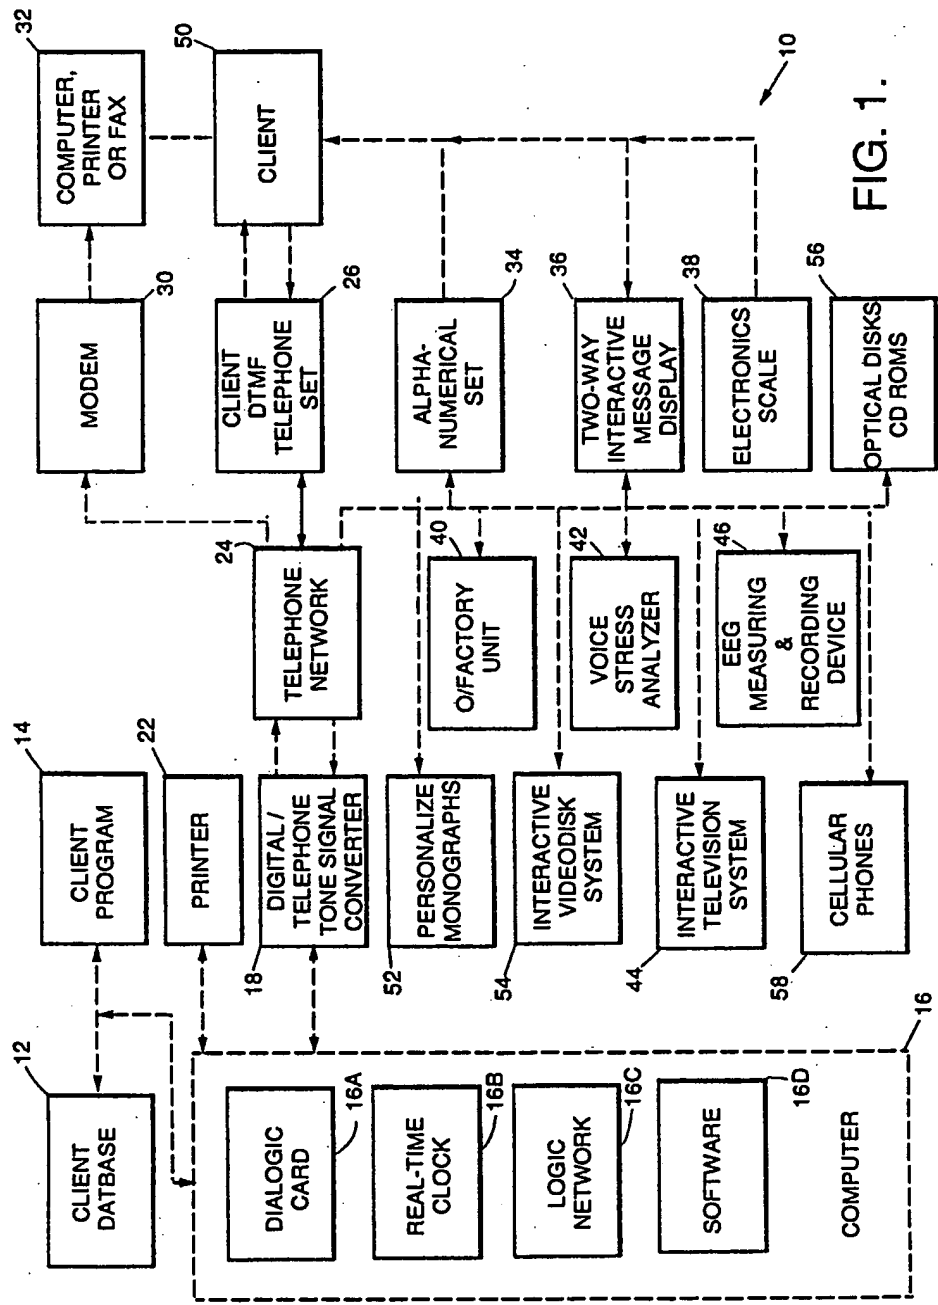 12
CLIENT
DATBASE
14
CLIENT
PROGRAM
22
PRINTER
18
DIGITAL/
TELEPHONE
TONE SIGNAL
CONVERTER
24
TELEPHONE
NETWORK
30
MODEM
32
COMPUTER,
PRINTER
OR FAX
26
CLIENT
DTMF
TELEPHONE
SET
50
CLIENT
16
DIALOGIC
CARD
16A
REAL-TIME
CLOCK
16B
LOGIC
NETWORK
16C
SOFTWARE
16D
COMPUTER
52
PERSONALIZE
MONOGRAPHS
54
INTERACTIVE
VIDEODISK
SYSTEM
44
INTERACTIVE
TELEVISION
SYSTEM
58
CELLULAR
PHONES
40
O/FACTORY
UNIT
42
VOICE
STRESS
ANALYZER
46
EEG
MEASURING
&
RECORDING
DEVICE
34
ALPHA-
NUMERICAL
SET
36
TWO-WAY
INTERACTIVE
MESSAGE
DISPLAY
38
ELECTRONICS
SCALE
56
OPTICAL DISKS
CD ROMS
10
FIG. 1.